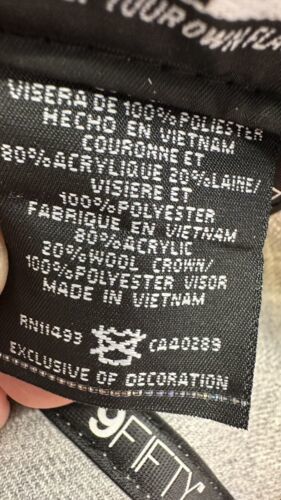 YOUR OWN FLA
VISERA DE 100% POLIESTER
HECHO EN VIETNAM
COURONNE ET
80%ACRYLIQUE 20%LAINE/
VISIERE ET
100%POLYESTER
FABRIQUE EN VIETNAM
80%ACRYLIC
20%WOOL CROWN/
100%POLYESTER VISOR
MADE IN VIETNAM
RN11493 CA40289
EXCLUSIVE OF DECORATION
9FIFTY